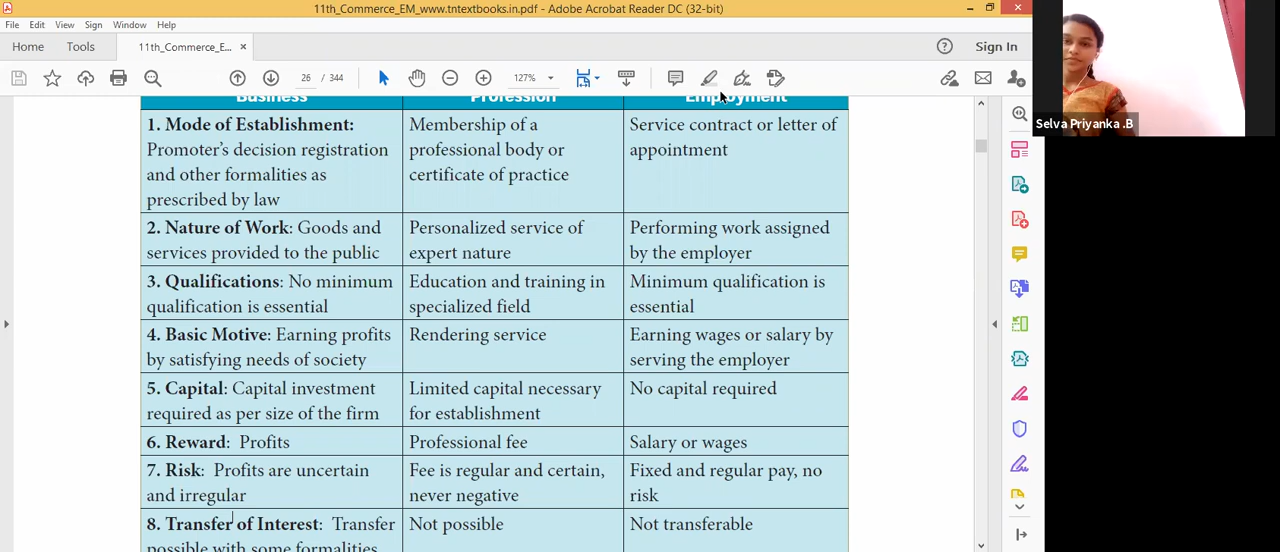 11th_Commerce_EM_www.tntextbooks.in.pdf - Adobe Acrobat Reader DC (32-bit)
File Edit View Sign Window Help
Home Tools 11th_Commerce_E... × Sign In
26 / 344 127%
Selva Priyanka .B
Business Profession Employment
1. Mode of Establishment:
Promoter's decision registration
and other formalities as
prescribed by law
Membership of a
professional body or
certificate of practice
Service contract or letter of
appointment
2. Nature of Work: Goods and
services provided to the public
Personalized service of
expert nature
Performing work assigned
by the employer
3. Qualifications: No minimum
qualification is essential
Education and training in
specialized field
Minimum qualification is
essential
4. Basic Motive: Earning profits
by satisfying needs of society
Rendering service
Earning wages or salary by
serving the employer
5. Capital: Capital investment
required as per size of the firm
Limited capital necessary
for establishment
No capital required
6. Reward: Profits
Professional fee
Salary or wages
7. Risk: Profits are uncertain
and irregular
Fee is regular and certain,
never negative
Fixed and regular pay, no
risk
8. Transfer of Interest: Transfer
possible with some formalities
Not possible
Not transferable